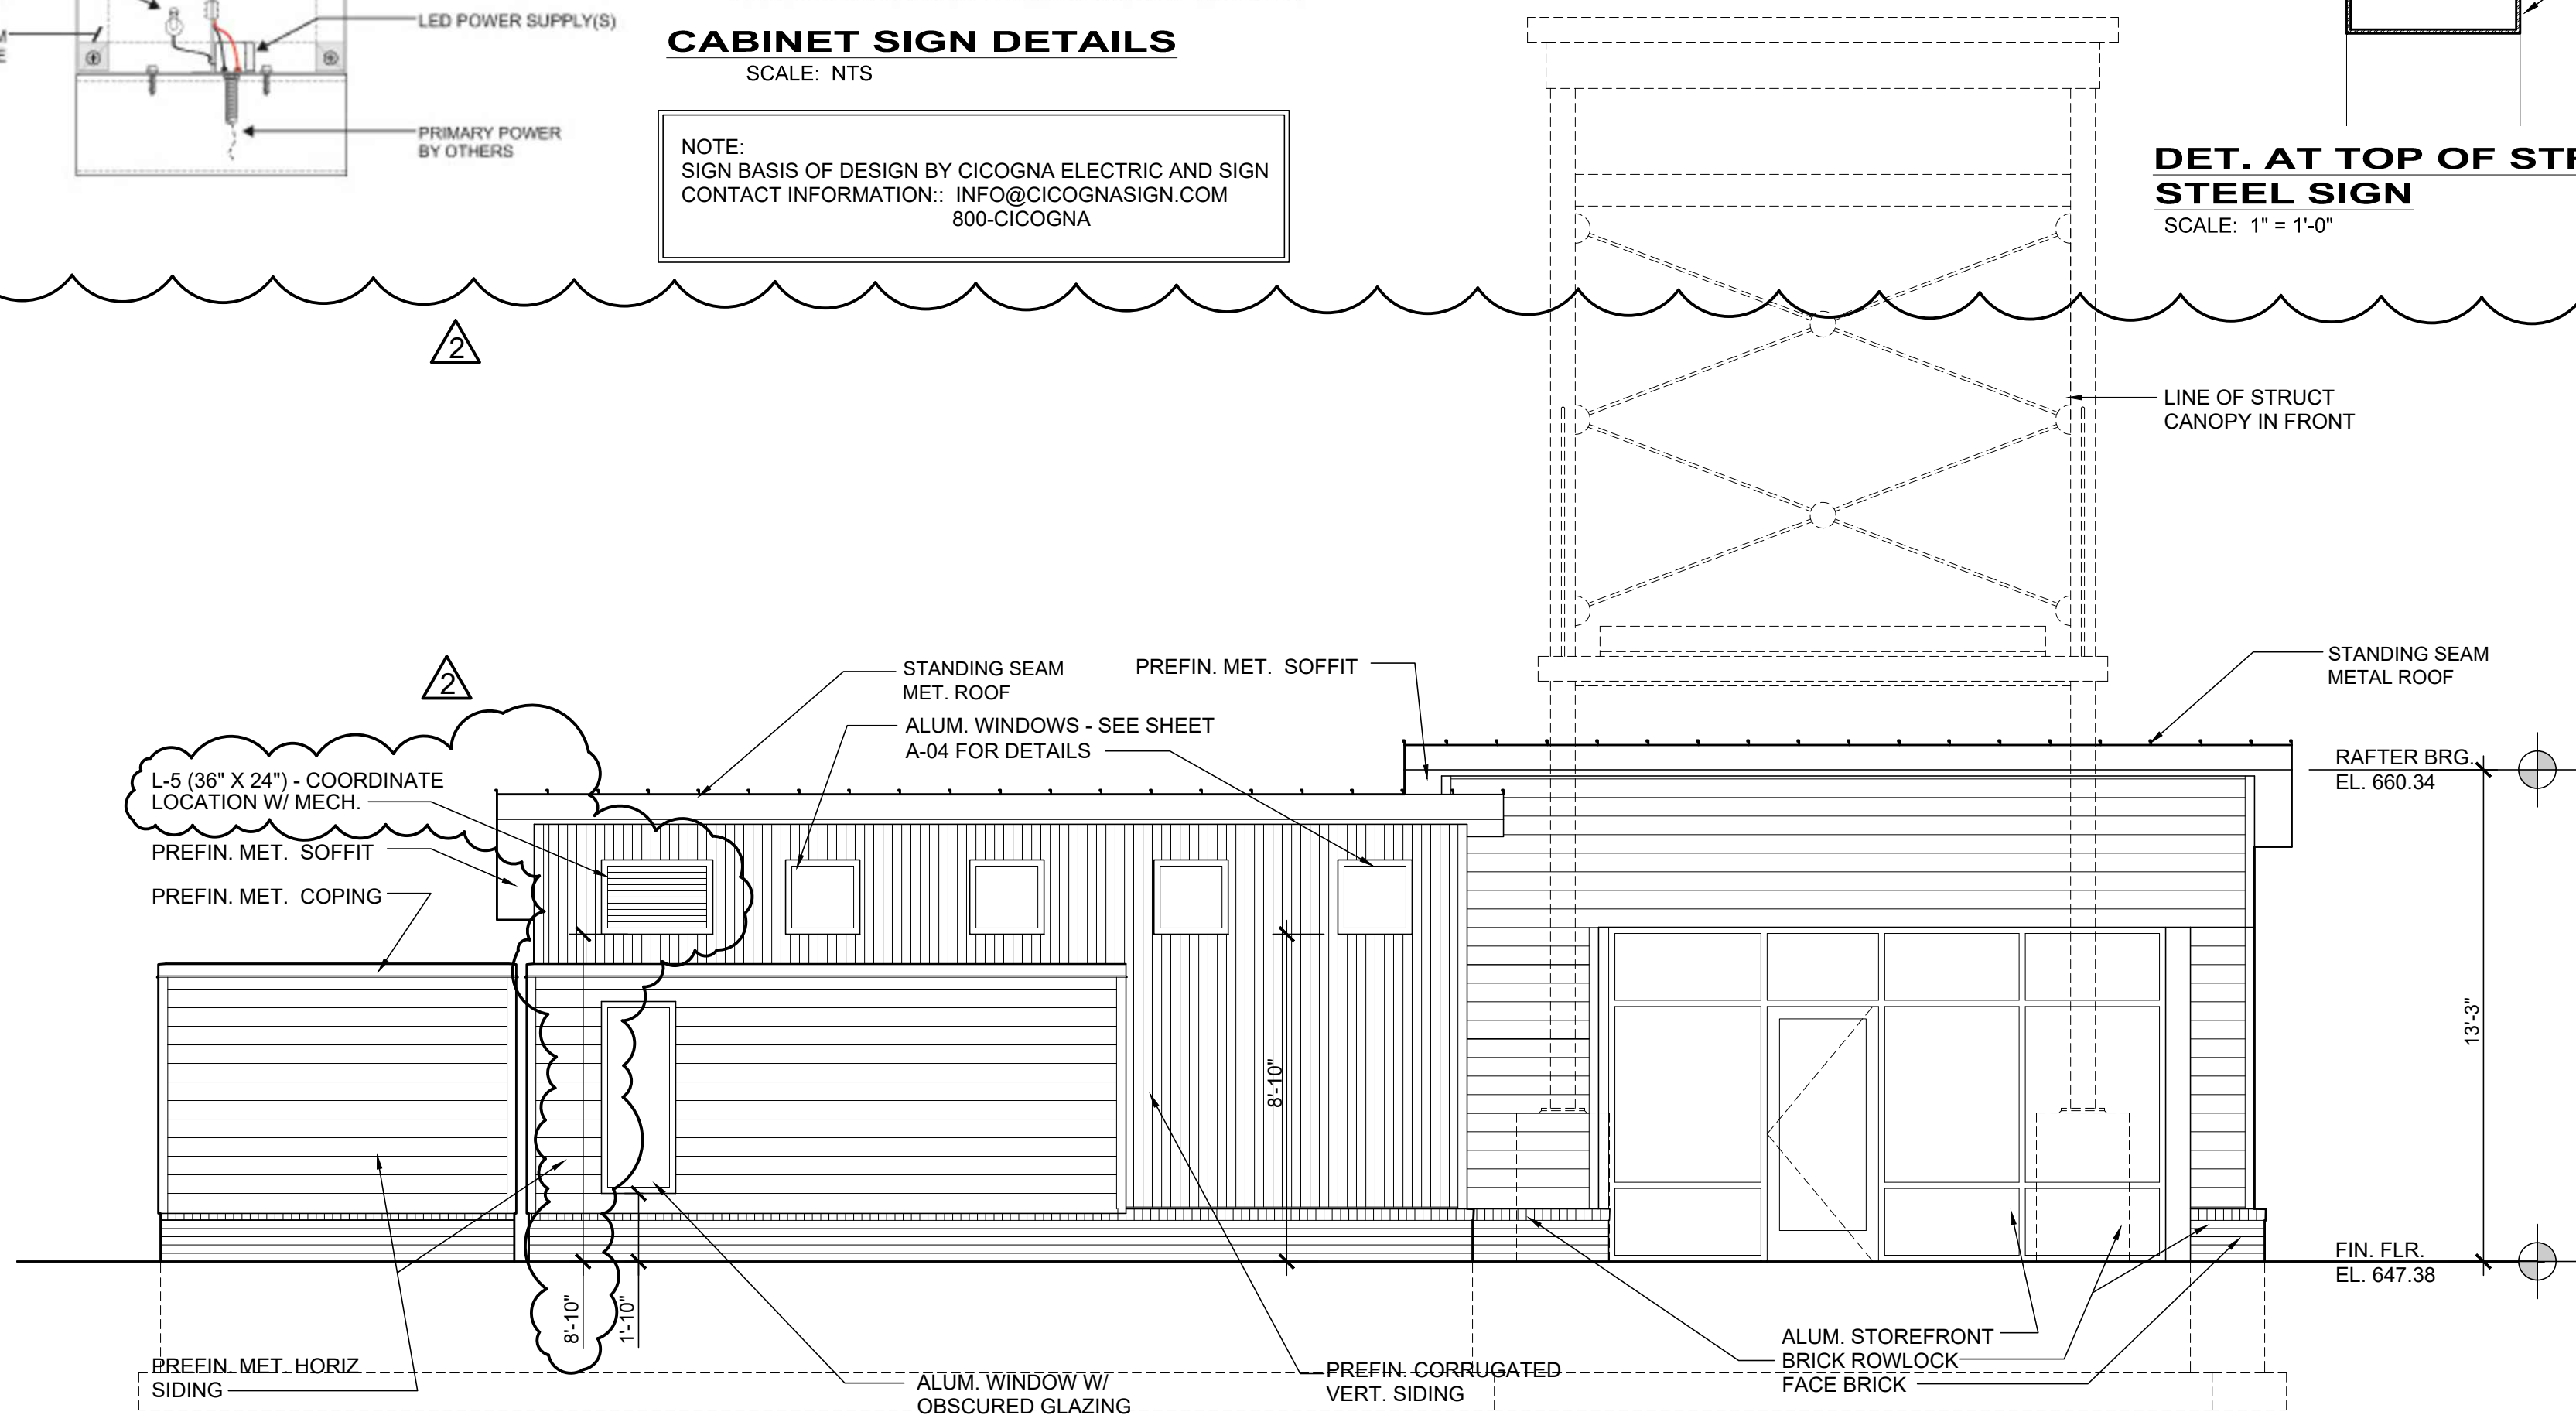 LED POWER SUPPLY(S)
PRIMARY POWER
BY OTHERS
CABINET SIGN DETAILS
SCALE: NTS
NOTE:
SIGN BASIS OF DESIGN BY CICOGNA ELECTRIC AND SIGN
CONTACT INFORMATION:: INFO@CICOGNASIGN.COM
800-CICOGNA
DET. AT TOP OF
STEEL SIGN
SCALE: 1" = 1'-0"
2
LINE OF STRUCT
CANOPY IN FRONT
2
STANDING SEAM
MET. ROOF
PREFIN. MET. SOFFIT
STANDING SEAM
METAL ROOF
ALUM. WINDOWS - SEE SHEET
A-04 FOR DETAILS
L-5 (36" X 24") - COORDINATE
LOCATION W/ MECH.
PREFIN. MET. SOFFIT
PREFIN. MET. COPING
RAFTER BRG.
EL. 660.34
13'-3"
8'-10"
FIN. FLR.
EL. 647.38
8'-10"
1'-10"
PREFIN. MET. HORIZ
SIDING
ALUM. WINDOW W/
OBSCURED GLAZING
PREFIN. CORRUGATED
VERT. SIDING
ALUM. STOREFRONT
BRICK ROWLOCK
FACE BRICK